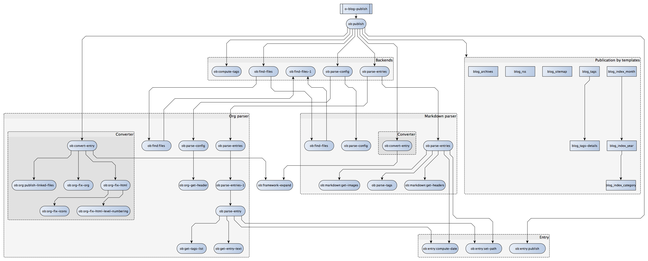 o-blog-publish
ob-publish
Backends
ob-compute-tags
ob-find-files
ob-find-files-1
ob-parse-config
ob-parse-entries
Publication by templates
blog_archives
blog_rss
blog_sitemap
blog_tags
blog_index_month
blog_tags-details
blog_index_year
blog_index_category
Org parser
Converter
ob-convert-entry
ob-org-publish-linked-files
ob-org-fix-org
ob-org-fix-html
ob-org-fix-html-level-numbering
ob-find-files
ob-parse-config
ob-parse-entries
ob-org-get-header
ob-parse-entries-1
ob-framework-expand
ob-parse-entry
ob-get-tags-list
ob-get-entry-text
Markdown parser
ob-find-files
ob-parse-config
Converter
ob-convert-entry
ob-parse-entries
ob-markdown-get-images
ob-parse-tags
ob-markdown-get-headers
Entry
ob-entry-compute-date
ob-entry-set-path
ob-entry-publish